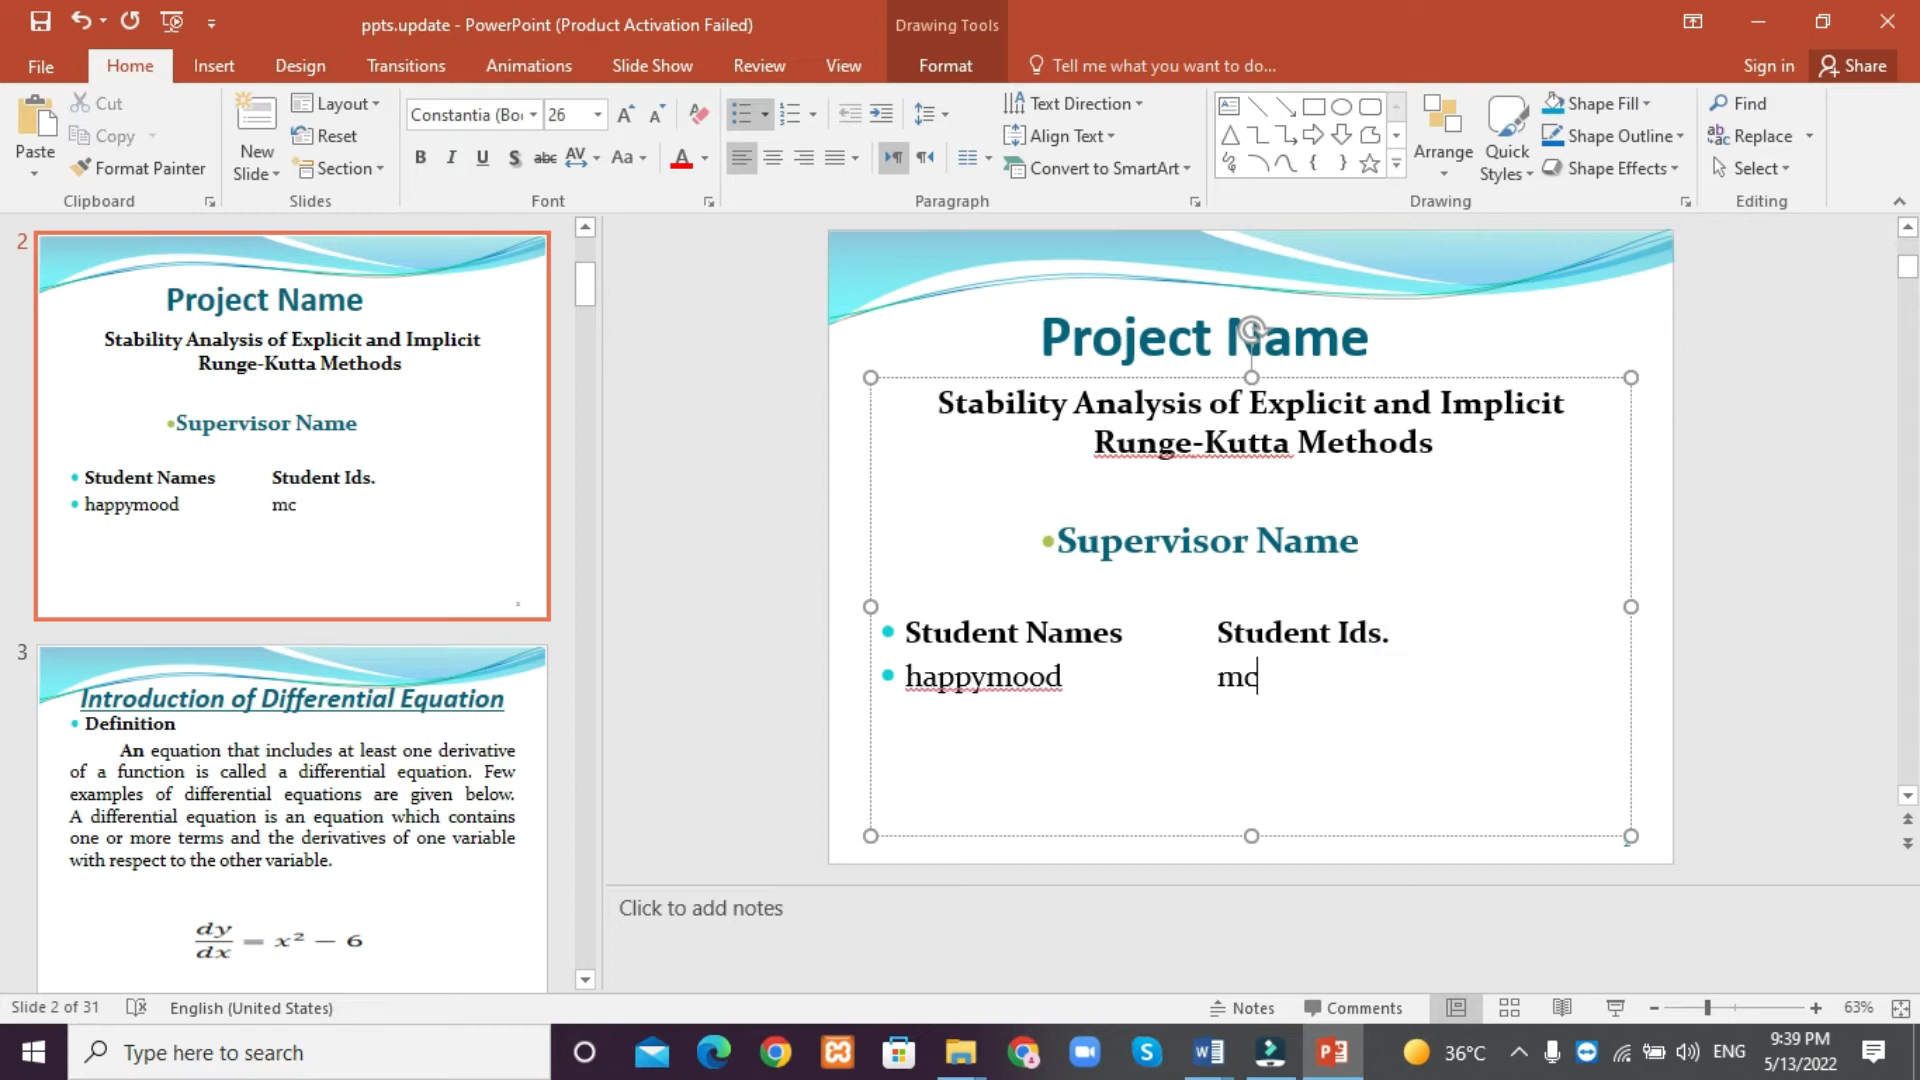 ppts.update - PowerPoint (Product Activation Failed)
Drawing Tools
File
Home
Insert
Design
Transitions
Animations
Slide Show
Review
View
Format
Tell me what you want to do...
Sign in
Share
Paste
Cut
Copy
Format Painter
Clipboard
New Slide
Layout
Reset
Section
Slides
Constantia (Bo
26
B I U S abc AV Aa A
Font
Text Direction
Align Text
Convert to SmartArt
Paragraph
Arrange
Quick Styles
Shape Fill
Shape Outline
Shape Effects
Drawing
Find
Replace
Select
Editing
2
Project Name
Stability Analysis of Explicit and Implicit
Runge-Kutta Methods
•Supervisor Name
• Student Names Student Ids.
• happymood mc
3
Introduction of Differential Equation
• Definition
An equation that includes at least one derivative
of a function is called a differential equation. Few
examples of differential equations are given below.
A differential equation is an equation which contains
one or more terms and the derivatives of one variable
with respect to the other variable.
dy/dx = x² − 6
Project Name
Stability Analysis of Explicit and Implicit
Runge-Kutta Methods
•Supervisor Name
• Student Names Student Ids.
• happymood mc
2
Click to add notes
Slide 2 of 31
English (United States)
Notes
Comments
63%
Type here to search
36°C
ENG
9:39 PM
5/13/2022